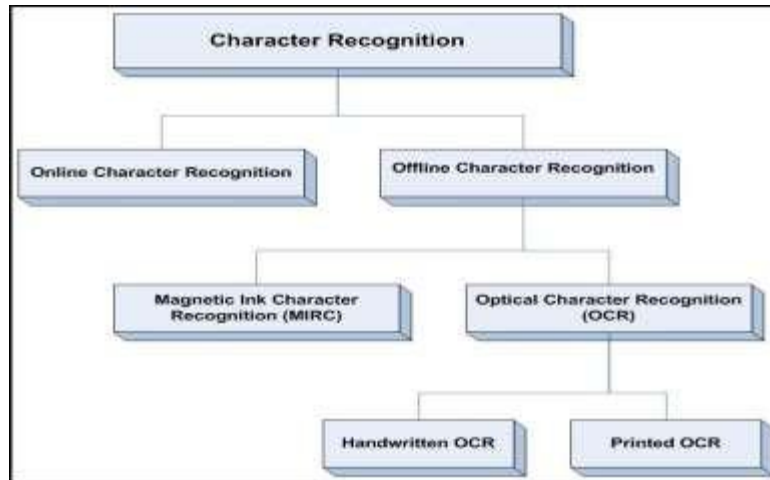 Character Recognition
Online Character Recognition
Offline Character Recognition
Magnetic Ink Character
Recognition (MIRC)
Optical Character Recognition
(OCR)
Handwritten OCR
Printed OCR